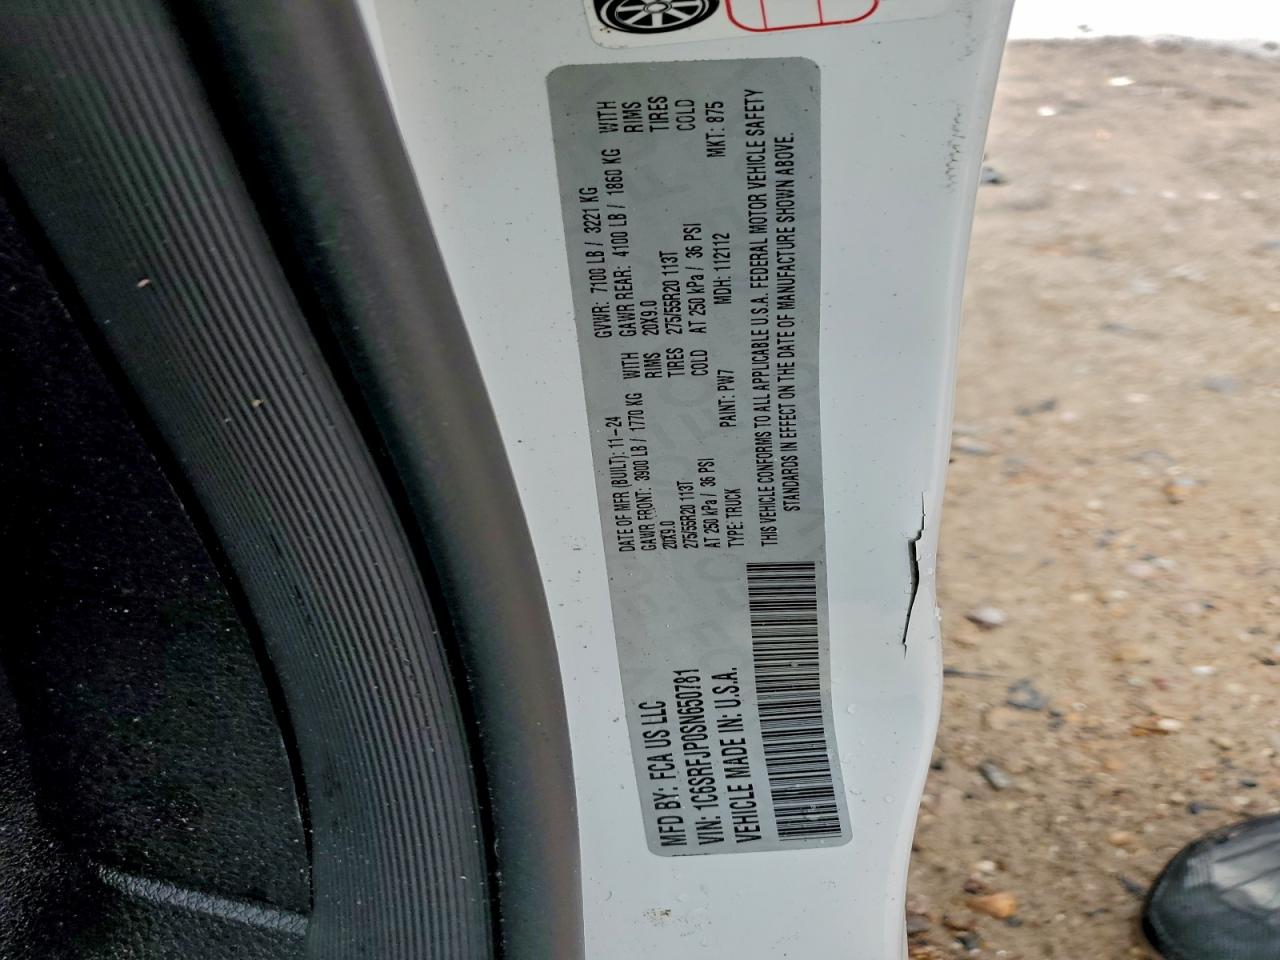 MFD BY: FCA US LLC
VIN: 1C6SRFJP0SN650781
VEHICLE MADE IN: U.S.A.
DATE OF MFR (BUILT): 11-24
GVWR: 7100 LB / 3221 KG
GAWR FRONT: 3900 LB / 1770 KG WITH
GAWR REAR: 4100 LB / 1860 KG WITH
20X9.0 RIMS
20X9.0 RIMS
275/55R20 113T TIRES
275/55R20 113T TIRES
AT 250 kPa / 36 PSI COLD
AT 250 kPa / 36 PSI COLD
TYPE: TRUCK PAINT: PW7 MDH: 112112 MKT: 875
THIS VEHICLE CONFORMS TO ALL APPLICABLE U.S.A. FEDERAL MOTOR VEHICLE SAFETY
STANDARDS IN EFFECT ON THE DATE OF MANUFACTURE SHOWN ABOVE.